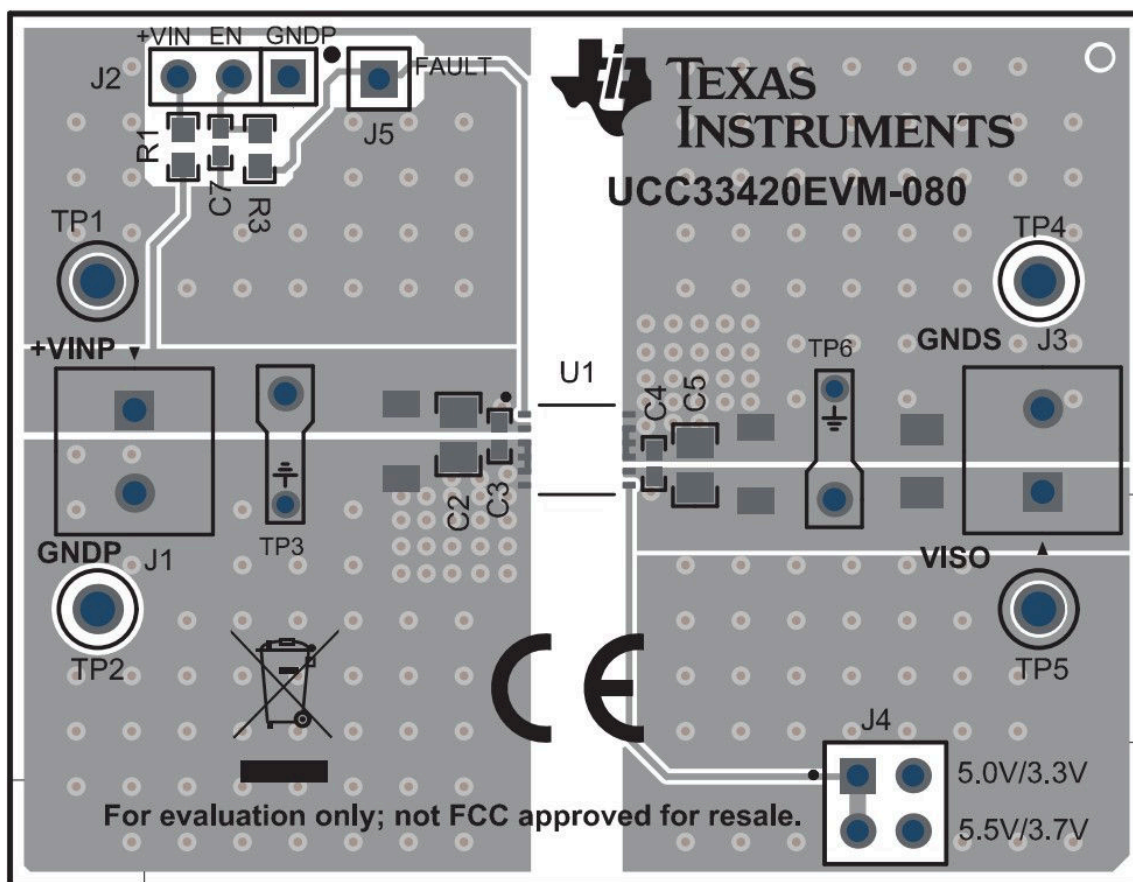 +VIN EN GNDP
J2
FAULT
J5
R1
C7
R3
TEXAS
INSTRUMENTS
UCC33420EVM-080
TP1
TP4
+VINP
GNDS
J3
TP6
U1
C4
C5
C2
C3
TP3
GNDP
J1
VISO
TP2
TP5
J4
5.0V/3.3V
5.5V/3.7V
CE
For evaluation only; not FCC approved for resale.